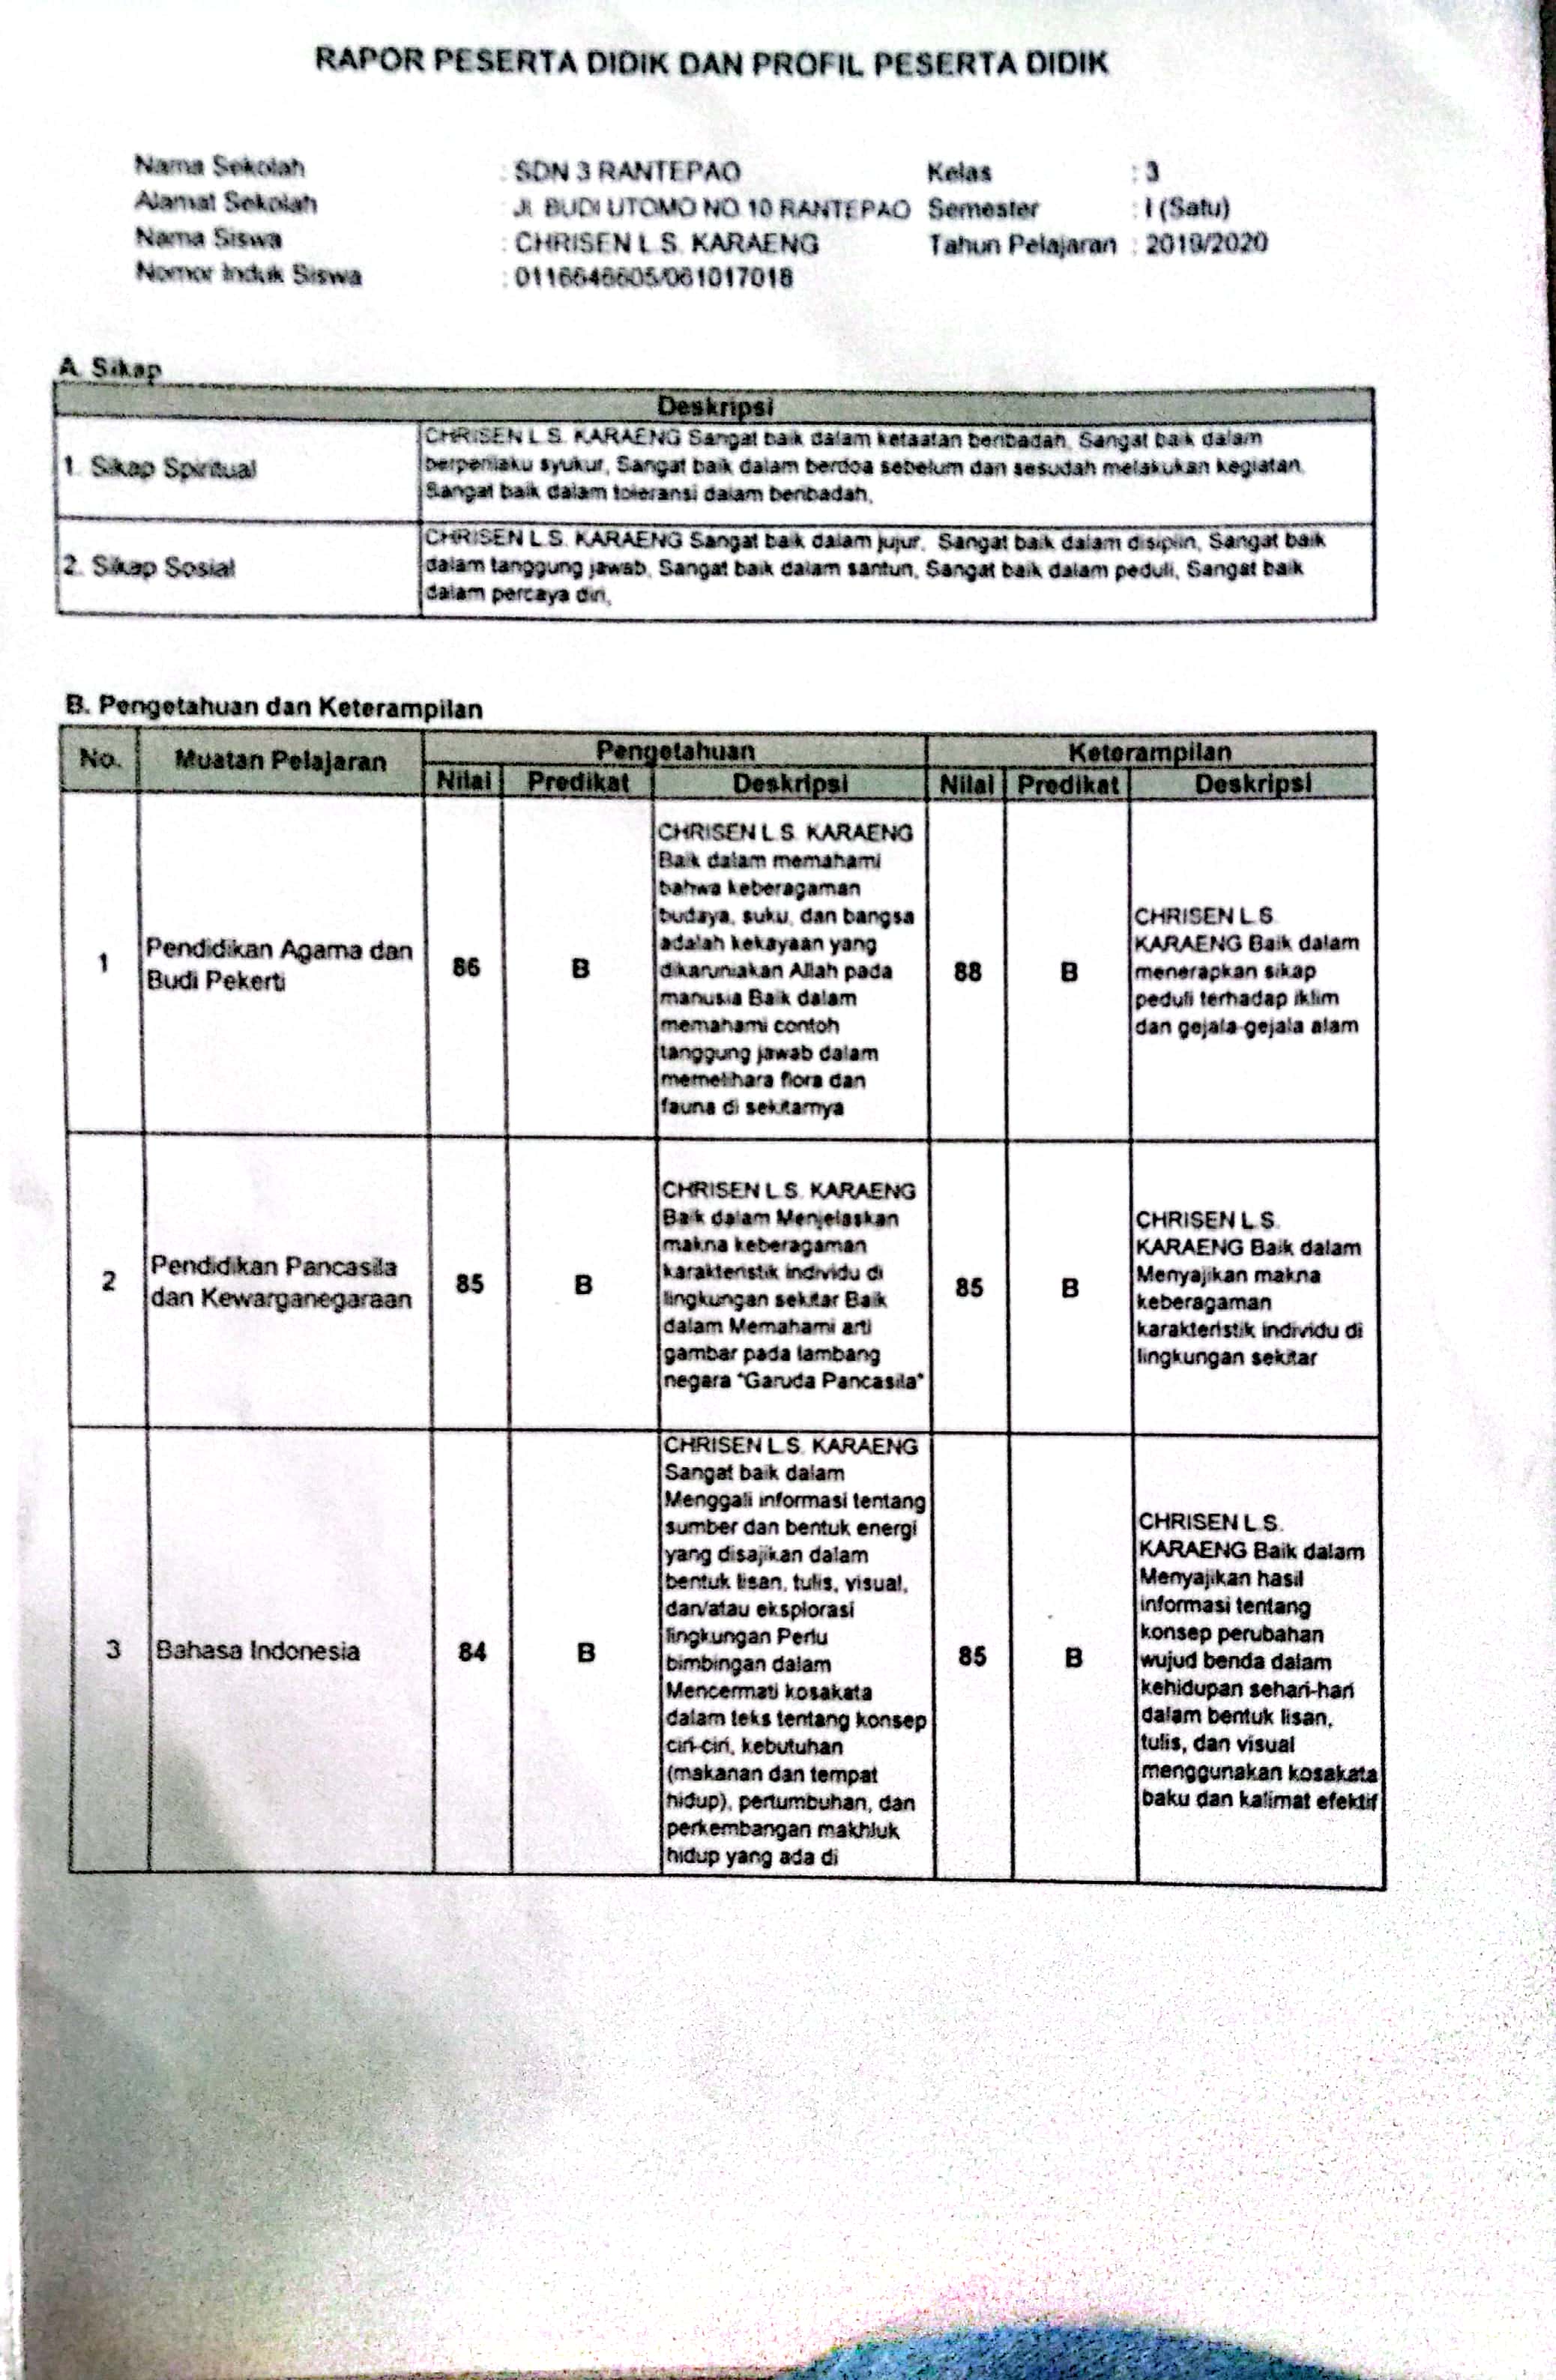 RAPOR PESERTA DIDIK DAN PROFIL PESERTA DIDIK
Nama Sekolah : SDN 3 RANTEPAO Kelas : 3
Alamat Sekolah : Jl. BUDI UTOMO NO 10 RANTEPAO Semester : I (Satu)
Nama Siswa : CHRISEN L S. KARAENG Tahun Pelajaran : 2019/2020
Nomor Induk Siswa :
A. Sikap
Deskripsi
1. Sikap Spiritual
CHRISEN L S. KARAENG Sangat baik dalam ketaatan beribadah, Sangat baik dalam
berperilaku syukur, Sangat baik dalam berdoa sebelum dan sesudah melakukan kegiatan,
Sangat baik dalam toleransi dalam beribadah,
2. Sikap Sosial
CHRISEN L S. KARAENG Sangat baik dalam jujur, Sangat baik dalam disiplin, Sangat baik
dalam tanggung jawab, Sangat baik dalam santun, Sangat baik dalam peduli, Sangat baik
dalam percaya diri,
B. Pengetahuan dan Keterampilan
No. Muatan Pelajaran Pengetahuan Keterampilan
Nilai Predikat Deskripsi Nilai Predikat Deskripsi
1
Pendidikan Agama dan
Budi Pekerti
86
B
CHRISEN L S. KARAENG
Baik dalam memahami
bahwa keberagaman
budaya, suku, dan bangsa
adalah kekayaan yang
dikaruniakan Allah pada
manusia Baik dalam
memahami contoh
tanggung jawab dalam
memelihara flora dan
fauna di sekitarnya
88
B
CHRISEN L S.
KARAENG Baik dalam
menerapkan sikap
peduli terhadap iklim
dan gejala-gejala alam
2
Pendidikan Pancasila
dan Kewarganegaraan
85
B
CHRISEN L S. KARAENG
Baik dalam Menjelaskan
makna keberagaman
karakteristik individu di
lingkungan sekitar Baik
dalam Memahami arti
gambar pada lambang
negara "Garuda Pancasila"
85
B
CHRISEN L S.
KARAENG Baik dalam
Menyajikan makna
keberagaman
karakteristik individu di
lingkungan sekitar
3
Bahasa Indonesia
84
B
CHRISEN L S. KARAENG
Sangat baik dalam
Menggali informasi tentang
sumber dan bentuk energi
yang disajikan dalam
bentuk lisan, tulis, visual,
dan/atau eksplorasi
lingkungan Perlu
bimbingan dalam
Mencermati kosakata
dalam teks tentang konsep
ciri-ciri, kebutuhan
(makanan dan tempat
hidup), pertumbuhan, dan
perkembangan makhluk
hidup yang ada di
85
B
CHRISEN L S.
KARAENG Baik dalam
Menyajikan hasil
informasi tentang
konsep perubahan
wujud benda dalam
kehidupan sehari-hari
dalam bentuk lisan,
tulis, dan visual
menggunakan kosakata
baku dan kalimat efektif